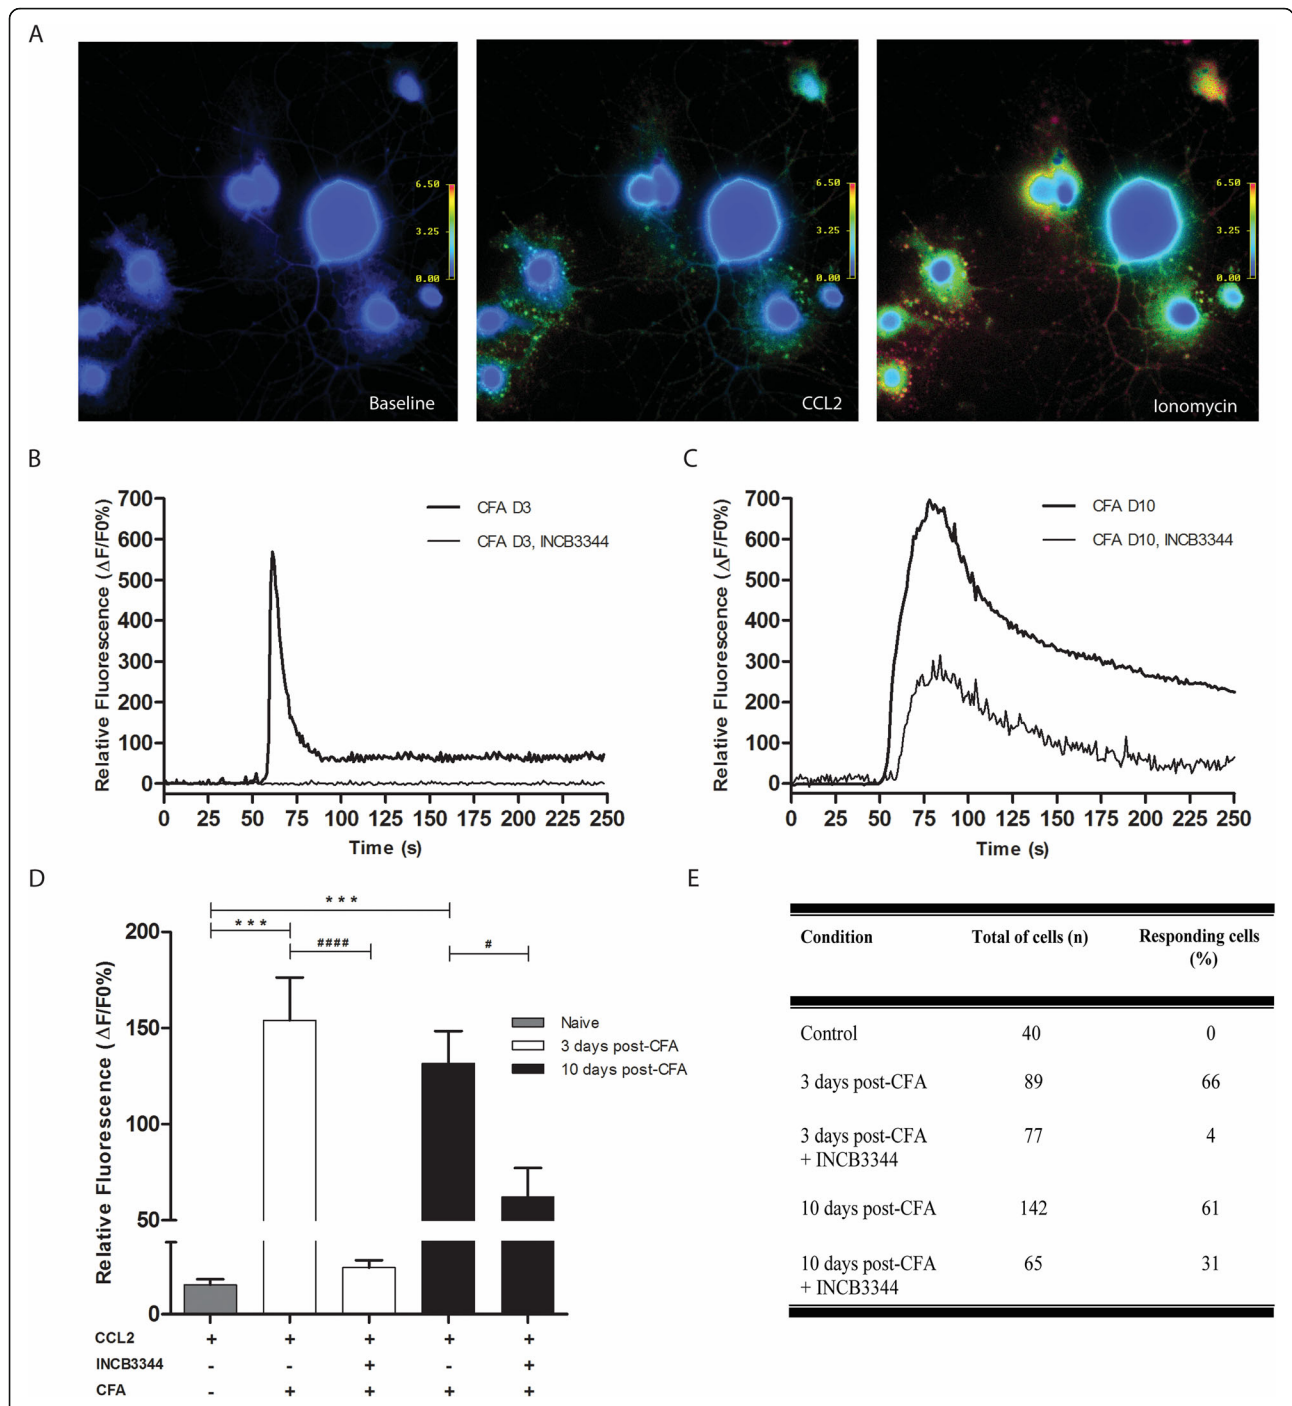 A
6.50
3.25
0.00
Baseline
6.50
3.25
0.00
CCL2
6.50
3.25
0.00
Ionomycin
B
Relative Fluorescence (ΔF/F0%)
700
600
500
400
300
200
100
0
CFA D3
CFA D3, INCB3344
0 25 50 75 100 125 150 175 200 225 250
Time (s)
C
Relative Fluorescence (ΔF/F0%)
700
600
500
400
300
200
100
0
CFA D10
CFA D10, INCB3344
0 25 50 75 100 125 150 175 200 225 250
Time (s)
D
Relative Fluorescence (ΔF/F0%)
200
150
100
50
0
***
***
####
#
Naive
3 days post-CFA
10 days post-CFA
CCL2 + + + + +
INCB3344 - - + - +
CFA - + + + +
E
Condition Total of cells (n) Responding cells
(%)
Control 40 0
3 days post-CFA 89 66
3 days post-CFA 77 4
+ INCB3344
10 days post-CFA 142 61
10 days post-CFA 65 31
+ INCB3344